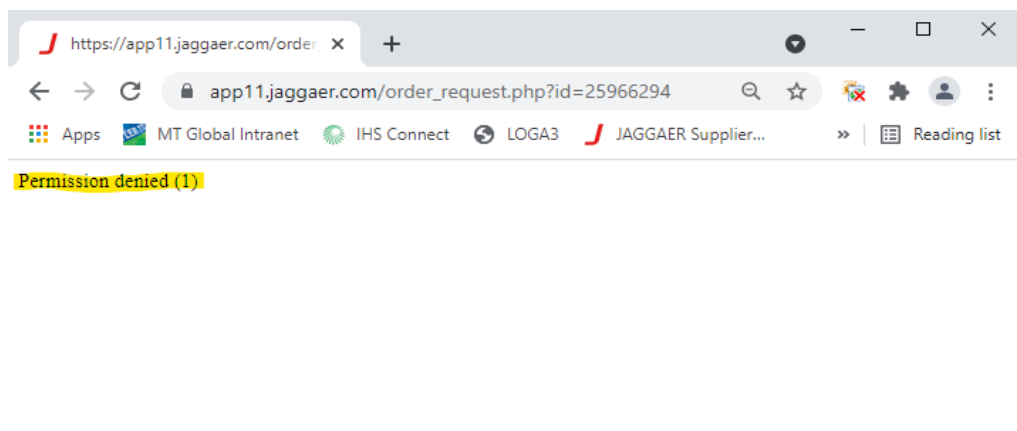 https://app11.jaggaer.com/order
app11.jaggaer.com/order_request.php?id=25966294
Apps MT Global Intranet IHS Connect LOGA3 JAGGAER Supplier... » Reading list
Permission denied (1)